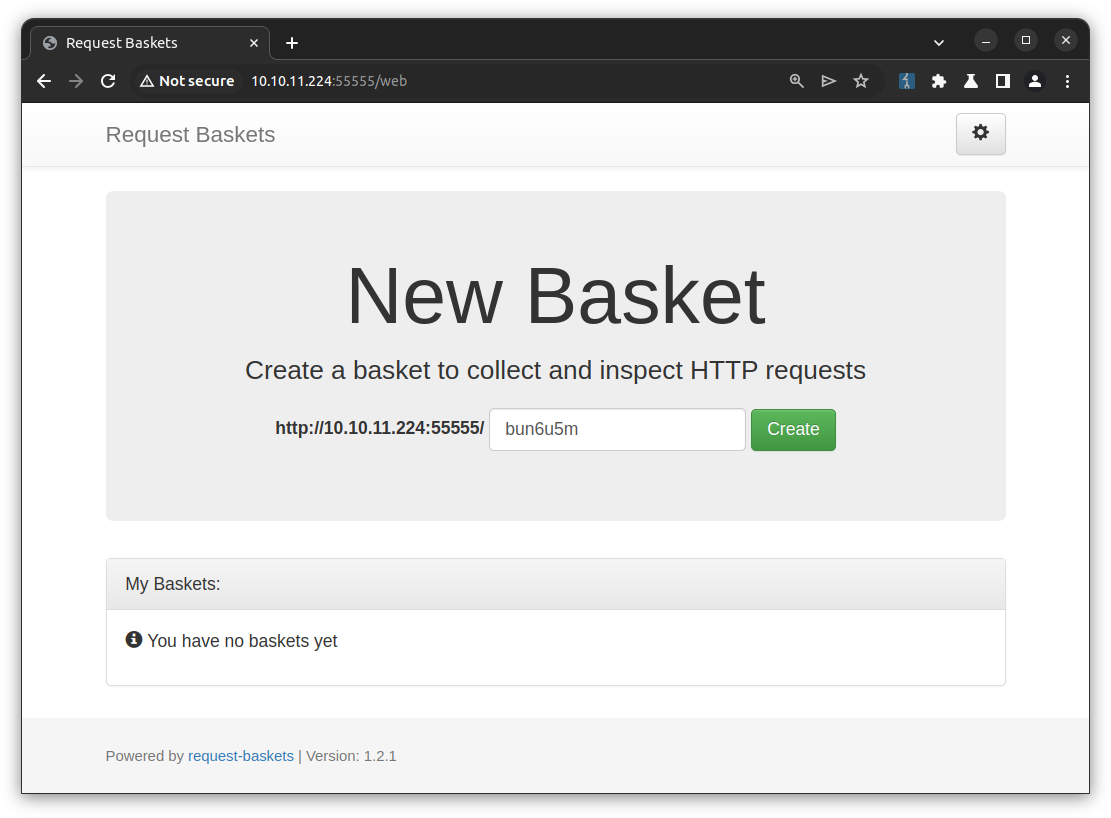 Request Baskets
Not secure 10.10.11.224:55555/web
Request Baskets
New Basket
Create a basket to collect and inspect HTTP requests
http://10.10.11.224:55555/ bun6u5m Create
My Baskets:
You have no baskets yet
Powered by request-baskets | Version: 1.2.1